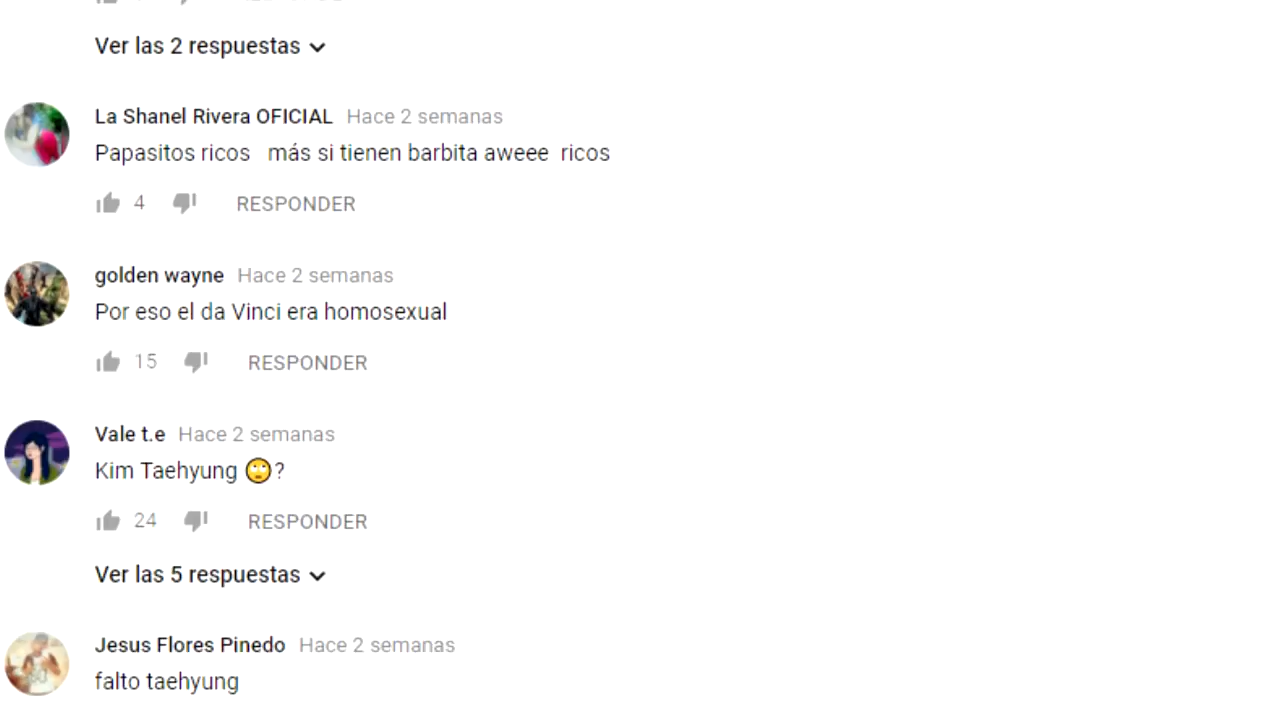 Ver las 2 respuestas
La Shanel Rivera OFICIAL Hace 2 semanas
Papasitos ricos más si tienen barbita aweee ricos
4 RESPONDER
golden wayne Hace 2 semanas
Por eso el da Vinci era homosexual
15 RESPONDER
Vale t.e Hace 2 semanas
Kim Taehyung 🙄?
24 RESPONDER
Ver las 5 respuestas
Jesus Flores Pinedo Hace 2 semanas
falto taehyung